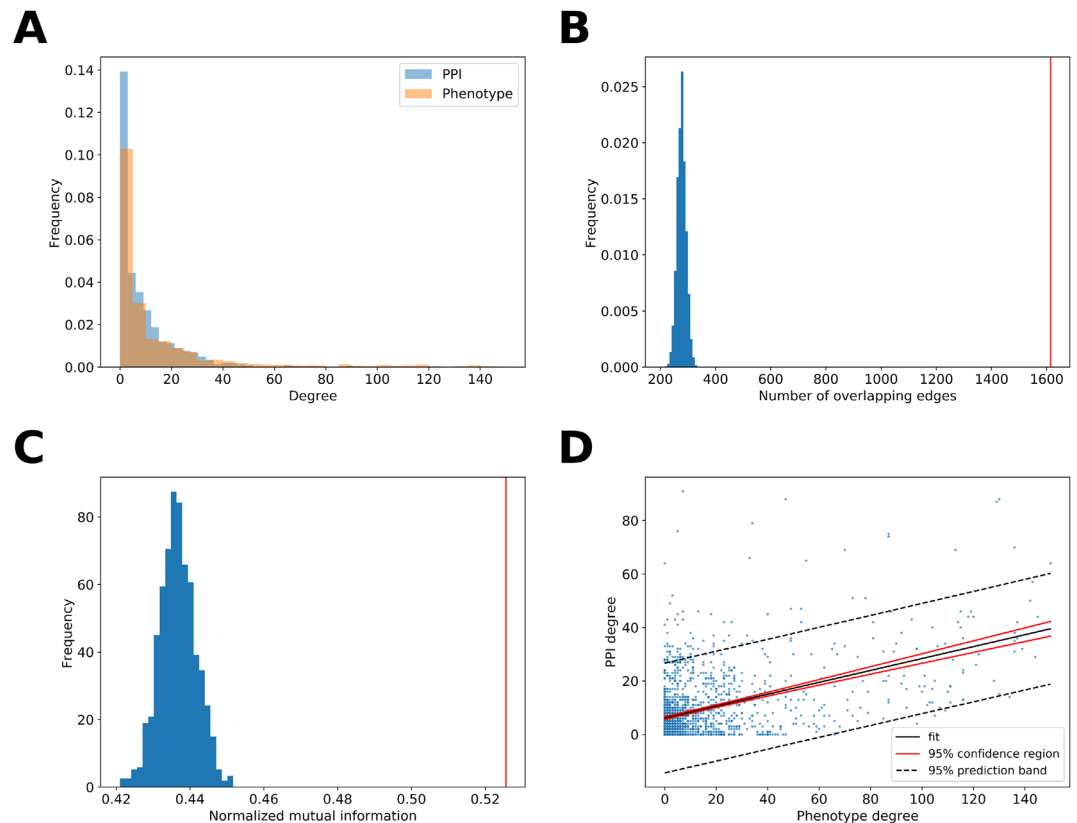 A
0.14
0.12
0.10
0.08
0.06
0.04
0.02
0.00
Frequency
0 20 40 60 80 100 120 140
Degree
PPI
Phenotype
B
0.025
0.020
0.015
0.010
0.005
0.000
Frequency
200 400 600 800 1000 1200 1400 1600
Number of overlapping edges
C
80
60
40
20
0
Frequency
0.42 0.44 0.46 0.48 0.50 0.52
Normalized mutual information
D
80
60
40
20
0
PPI degree
0 20 40 60 80 100 120 140
Phenotype degree
fit
95% confidence region
95% prediction band